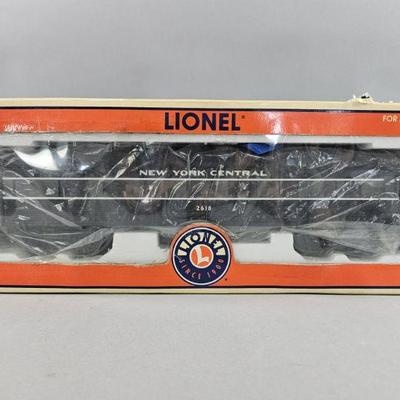 LIONEL®
FOR
NEW YORK CENTRAL
2618
LIONEL
L
SINCE 1900